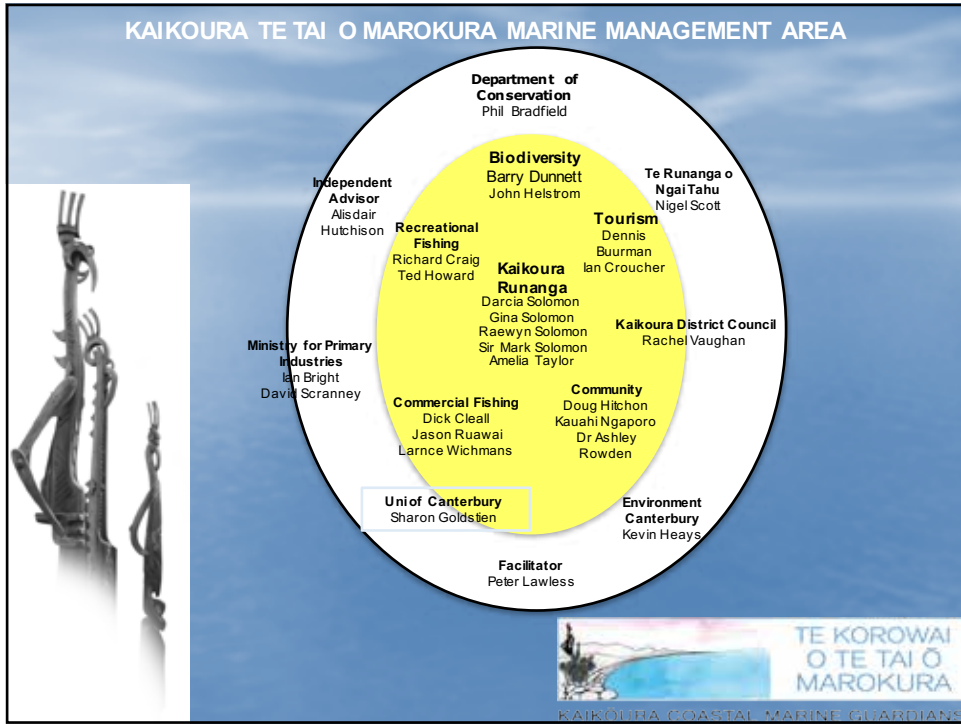 KAIKOURA TE TAI O MAROKURA MARINE MANAGEMENT AREA
Department of
Conservation
Phil Bradfield
Biodiversity
Barry Dunnett
John Helstrom
Te Runanga o
Ngai Tahu
Nigel Scott
Independent
Advisor
Alisdair
Hutchison
Tourism
Dennis
Buurman
Ian Croucher
Recreational
Fishing
Richard Craig
Ted Howard
Kaikoura
Runanga
Darcia Solomon
Gina Solomon
Raewyn Solomon
Sir Mark Solomon
Amelia Taylor
Kaikoura District Council
Rachel Vaughan
Ministry for Primary
Industries
Ian Bright
David Scranney
Commercial Fishing
Dick Cleall
Jason Ruawai
Larnce Wichmans
Community
Doug Hitchon
Kauahi Ngaporo
Dr Ashley
Rowden
Uni of Canterbury
Sharon Goldstien
Environment
Canterbury
Kevin Heays
Facilitator
Peter Lawless
TE KOROWAI
O TE TAI Ō
MAROKURA
KAIKŌURA COASTAL MARINE GUARDIANS